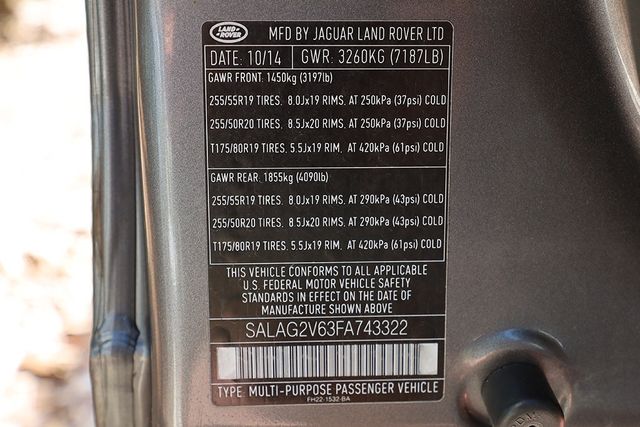 LAND ROVER
MFD BY JAGUAR LAND ROVER LTD
DATE: 10/14 GWR: 3260KG (7187LB)
GAWR FRONT: 1450kg (3197lb)
255/55R19 TIRES. 8.0Jx19 RIMS. AT 250kPa (37psi) COLD
255/50R20 TIRES. 8.5Jx20 RIMS. AT 250kPa (37psi) COLD
T175/80R19 TIRES. 5.5Jx19 RIM. AT 420kPa (61psi) COLD
GAWR REAR. 1855kg (4090lb)
255/55R19 TIRES. 8.0Jx19 RIMS. AT 290kPa (43psi) COLD
255/50R20 TIRES. 8.5Jx20 RIMS. AT 290kPa (43psi) COLD
T175/80R19 TIRES. 5.5Jx19 RIM. AT 420kPa (61psi) COLD
THIS VEHICLE CONFORMS TO ALL APPLICABLE
U.S. FEDERAL MOTOR VEHICLE SAFETY
STANDARDS IN EFFECT ON THE DATE OF
MANUFACTURE SHOWN ABOVE.
SALAG2V63FA743322
TYPE: MULTI-PURPOSE PASSENGER VEHICLE
FH22-1532-BA